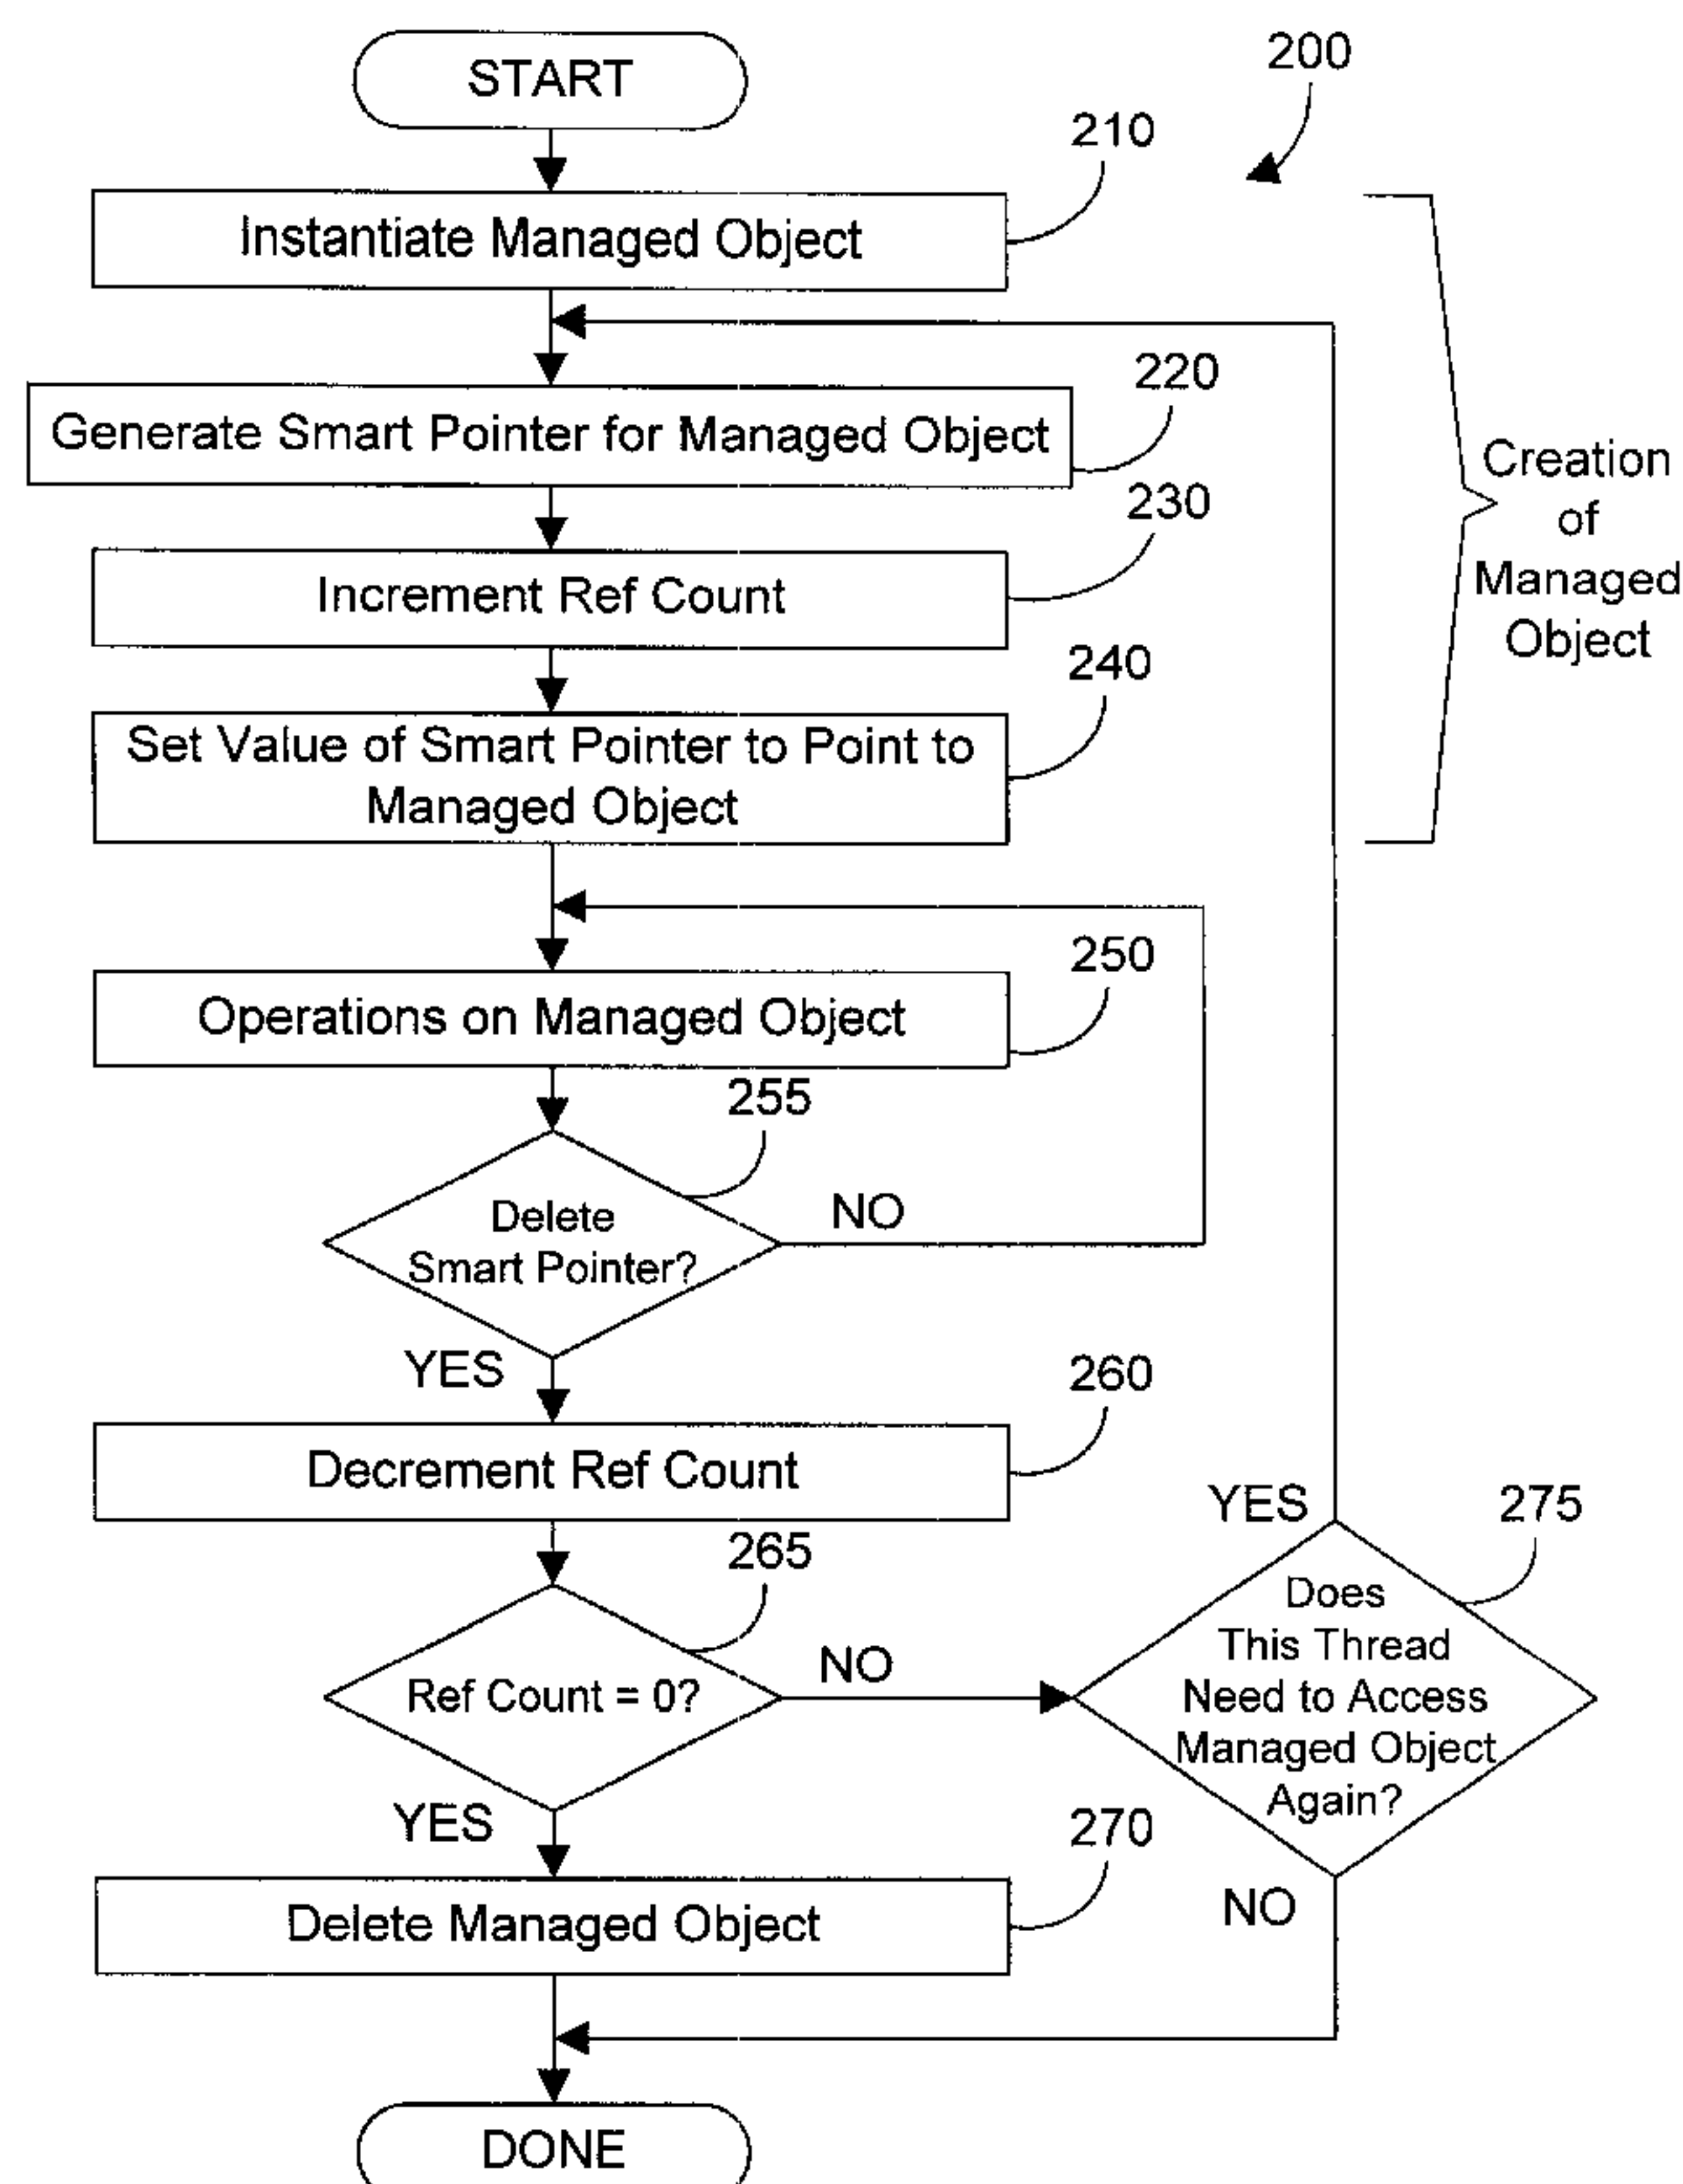 START
200
210
Instantiate Managed Object
220
Generate Smart Pointer for Managed Object
Creation
of
Managed
Object
230
Increment Ref Count
240
Set Value of Smart Pointer to Point to
Managed Object
250
Operations on Managed Object
255
Delete
Smart Pointer?
NO
YES
260
Decrement Ref Count
265
Ref Count = 0?
NO
YES
275
Does
This Thread
Need to Access
Managed Object
Again?
YES
NO
270
Delete Managed Object
DONE